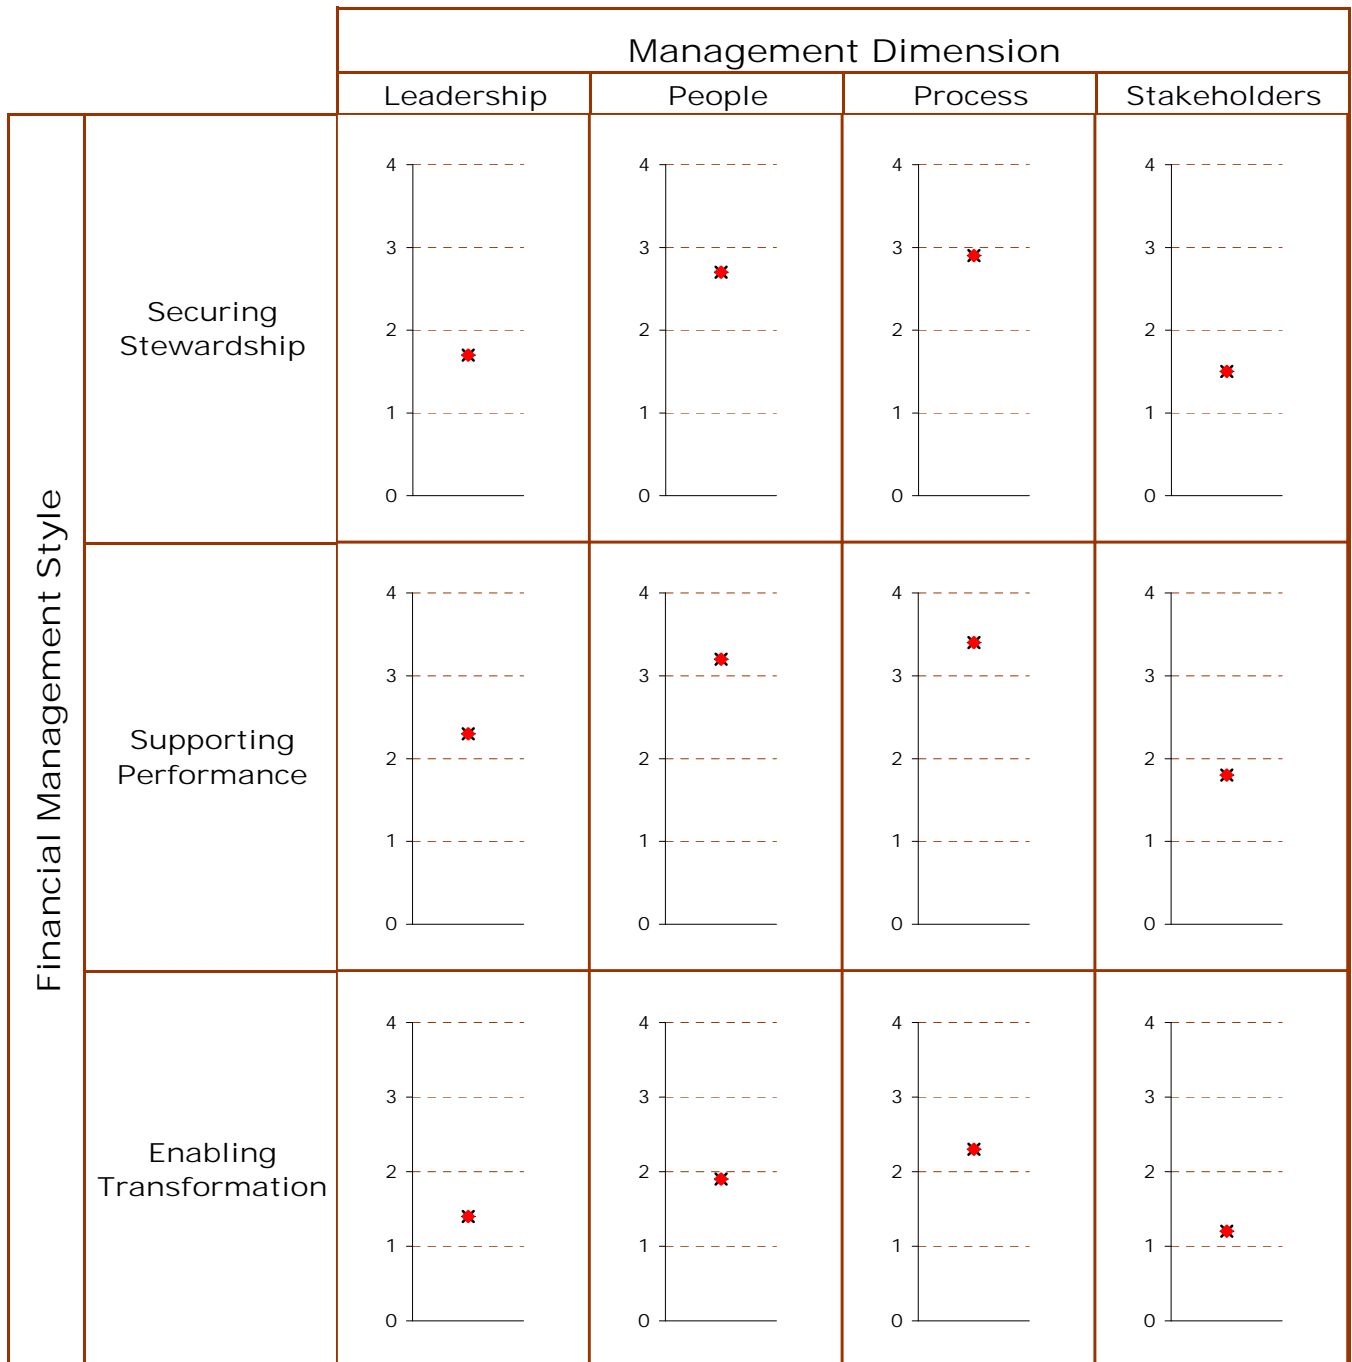 Management Dimension
Leadership People Process Stakeholders
Financial Management Style
Securing
Stewardship
4 4 4 4
3 3 3 3
2 2 2 2
1 1 1 1
0 0 0 0
Supporting
Performance
4 4 4 4
3 3 3 3
2 2 2 2
1 1 1 1
0 0 0 0
Enabling
Transformation
4 4 4 4
3 3 3 3
2 2 2 2
1 1 1 1
0 0 0 0